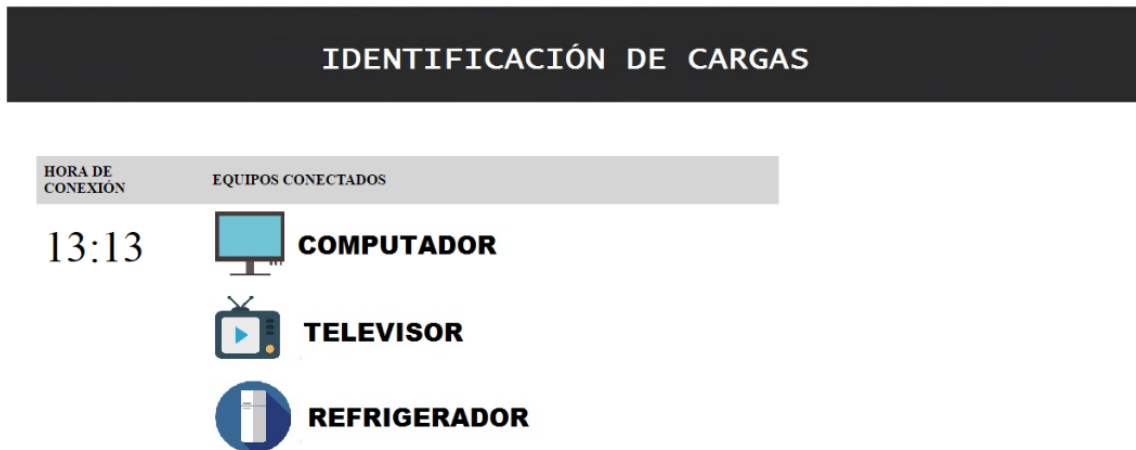 IDENTIFICACIÓN DE CARGAS
HORA DE
CONEXIÓN
EQUIPOS CONECTADOS
13:13
COMPUTADOR
TELEVISOR
REFRIGERADOR